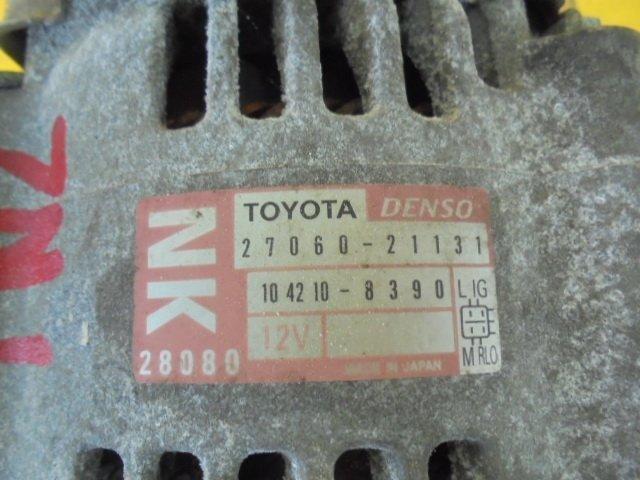 TOYOTA DENSO
27060-21131
104210-8390
12V
MADE IN JAPAN
NK
28080
L IG
E
M RLO